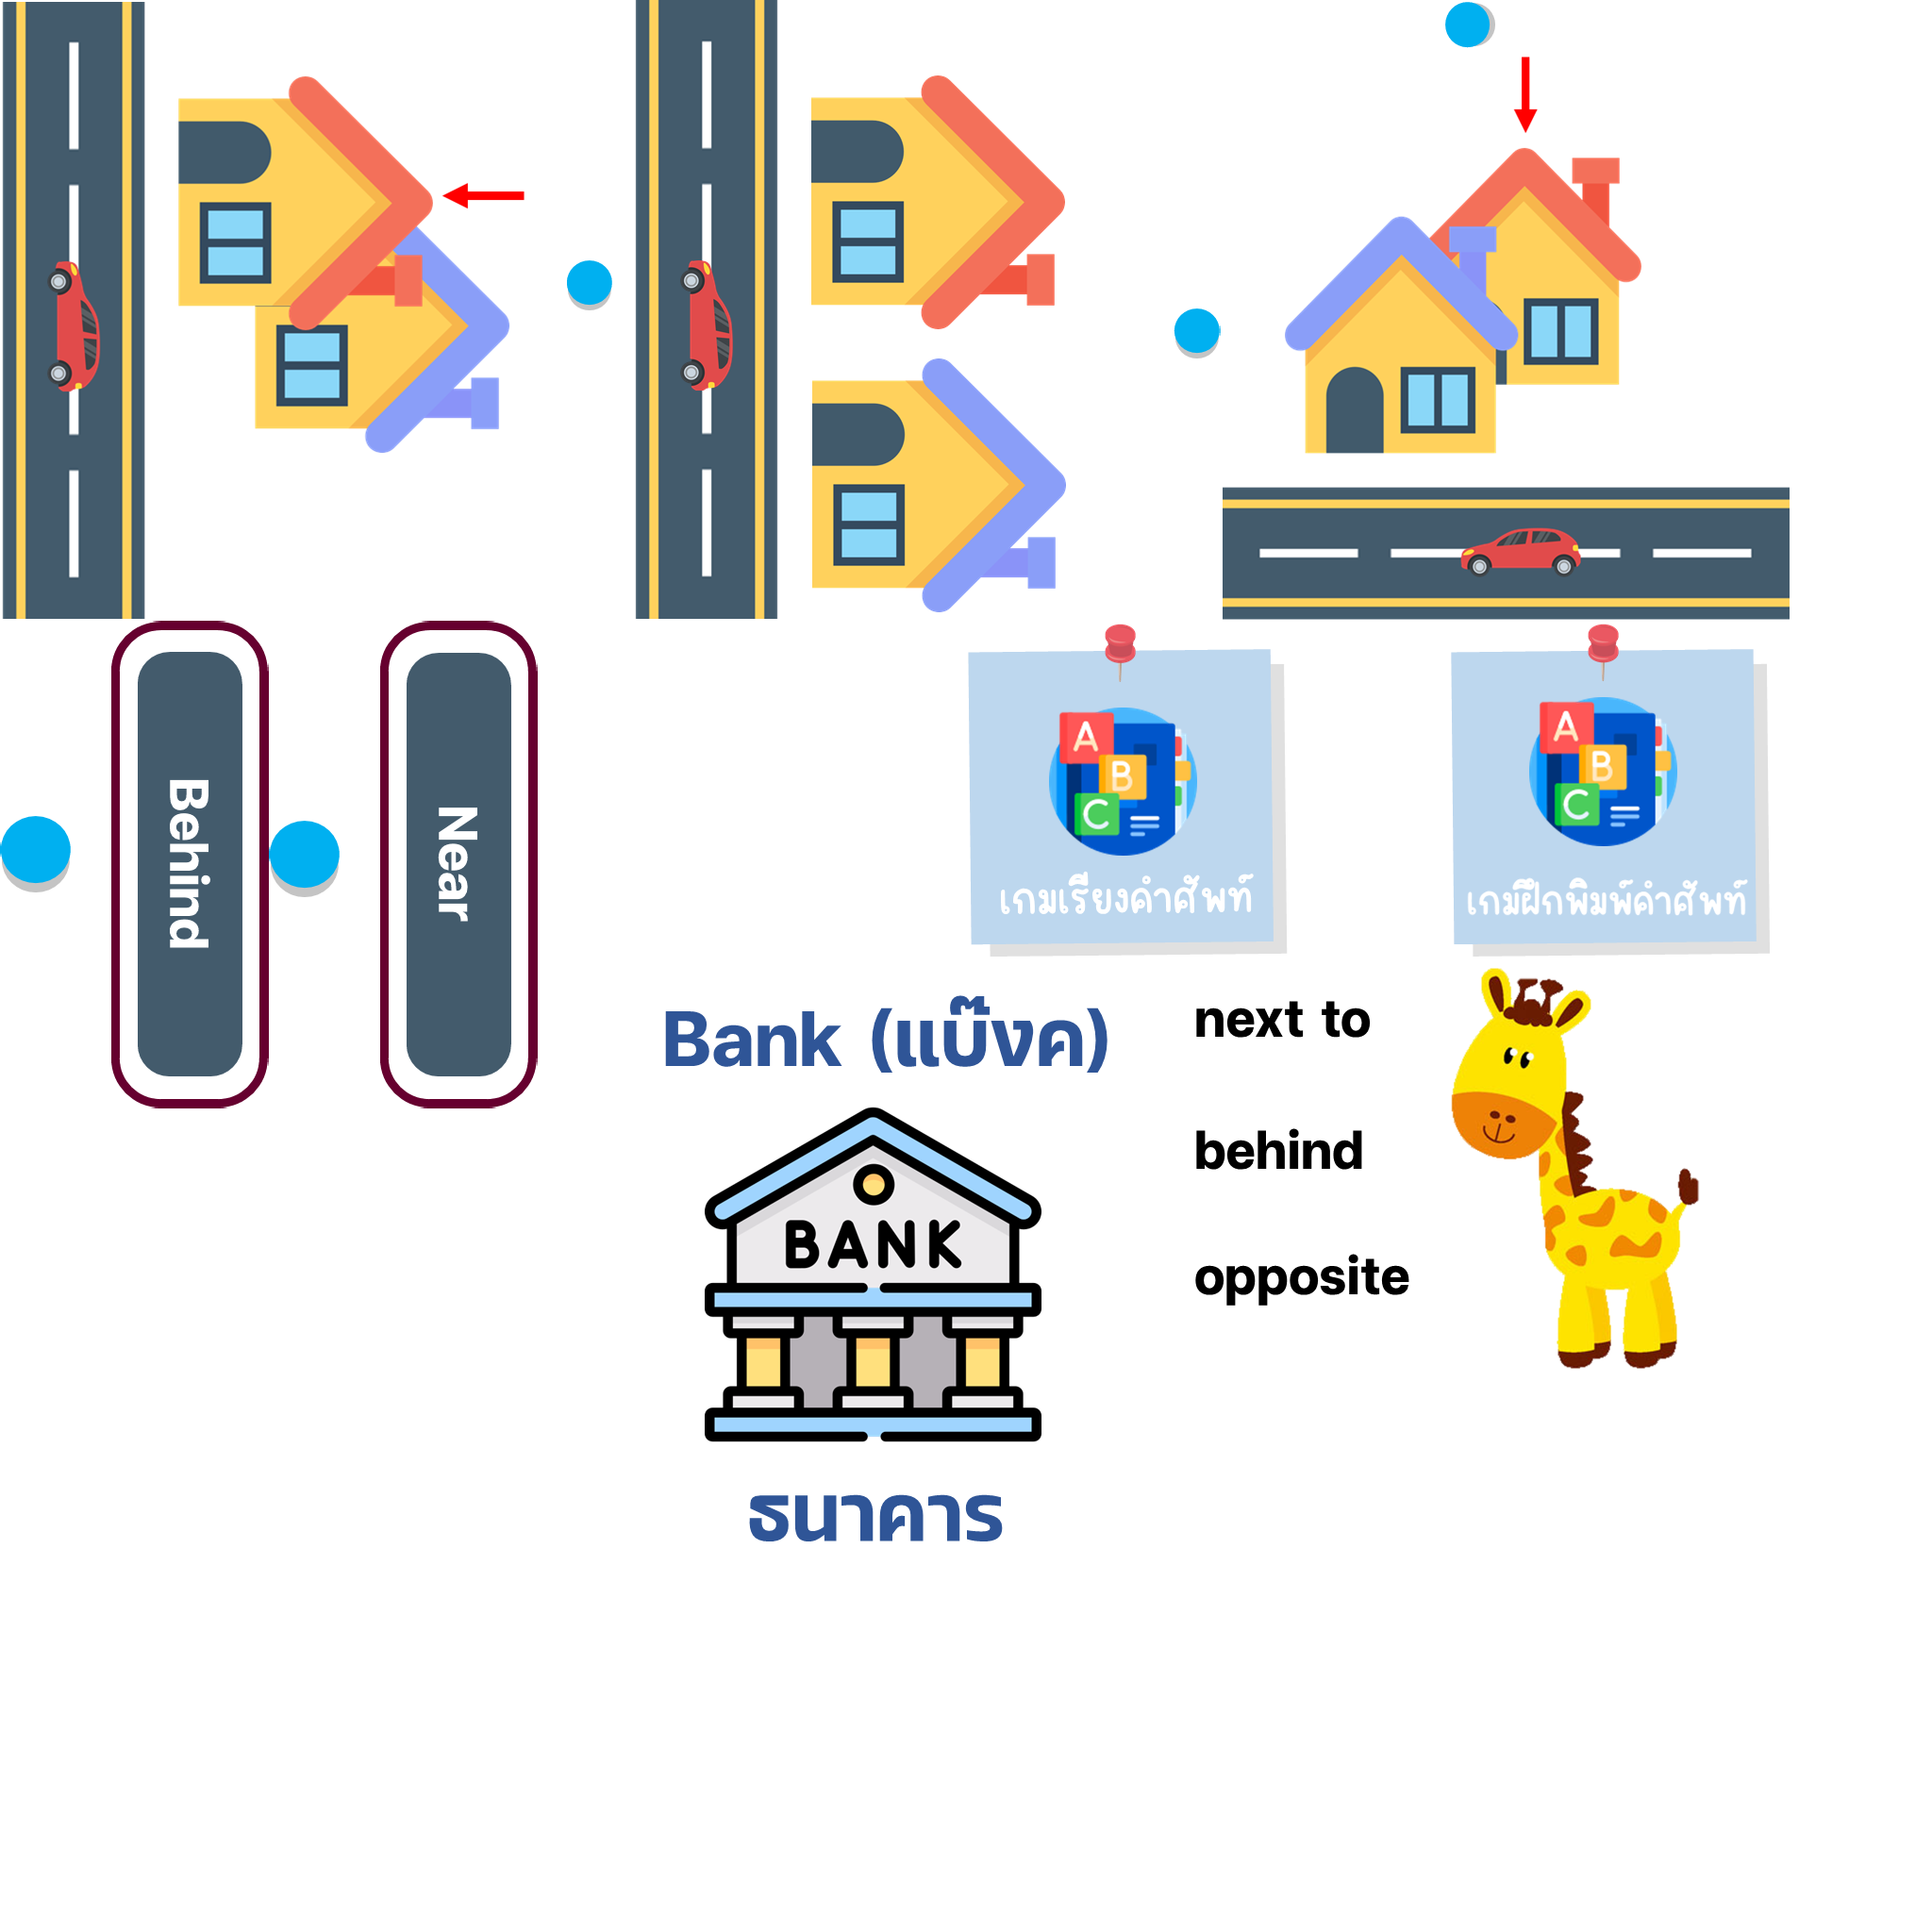 Behind
Near
A
B
C
เกมเรียงคำศัพท์
A
B
C
เกมฝึกพิมพ์คำศัพท์
Bank (แบ๊งค)
BANK
ธนาคาร
next to
behind
opposite